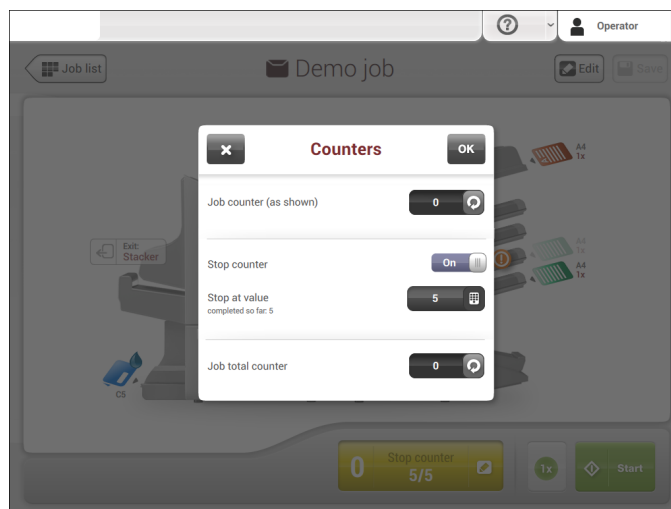 Operator
Job list
Demo job
Edit
Save
Counters
OK
Job counter (as shown)
0
Stop counter
On
Stop at value
5
completed so far: 5
Job total counter
0
A4
1x
A4
1x
A4
1x
Exit:
Stacker
C5
0
Stop counter
5/5
1x
Start